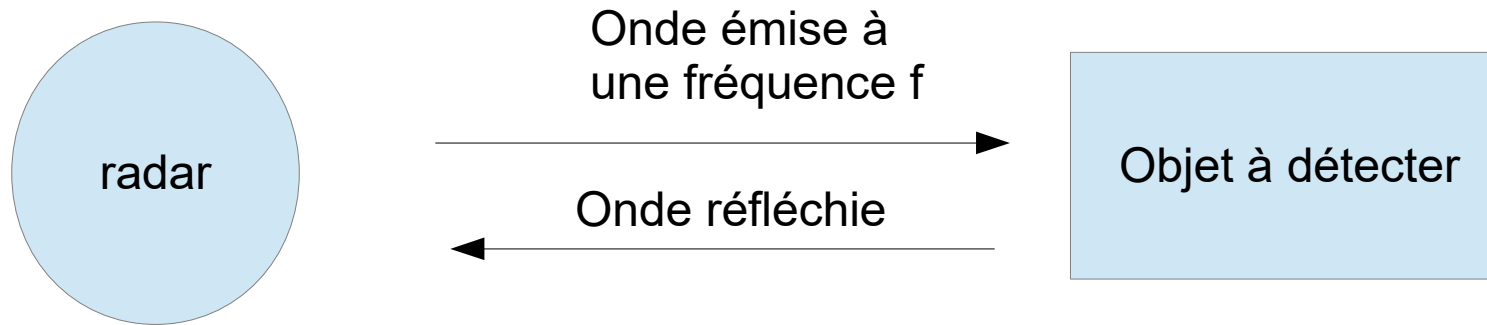 Onde émise à
une fréquence f
radar
Objet à détecter
Onde réfléchie